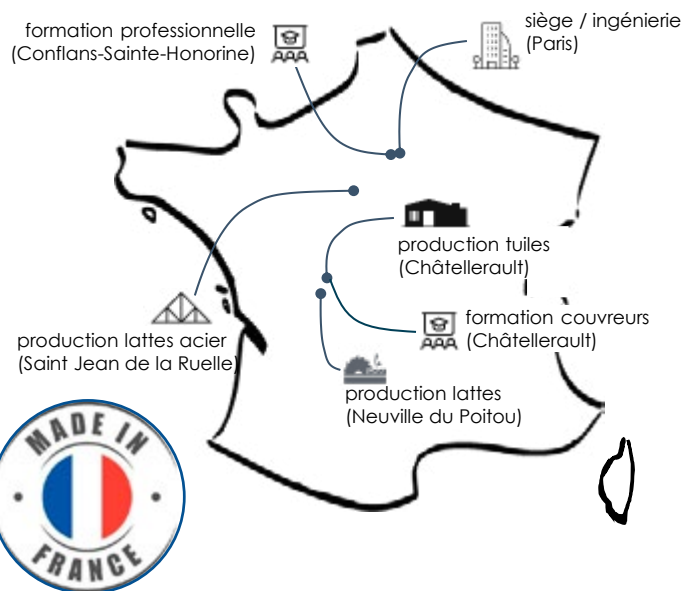 formation professionnelle
(Conflans-Sainte-Honorine)
siège / ingénierie
(Paris)
production tuiles
(Châtellerault)
formation couvreurs
(Châtellerault)
production lattes acier
(Saint Jean de la Ruelle)
production lattes
(Neuville du Poitou)
MADE IN
FRANCE